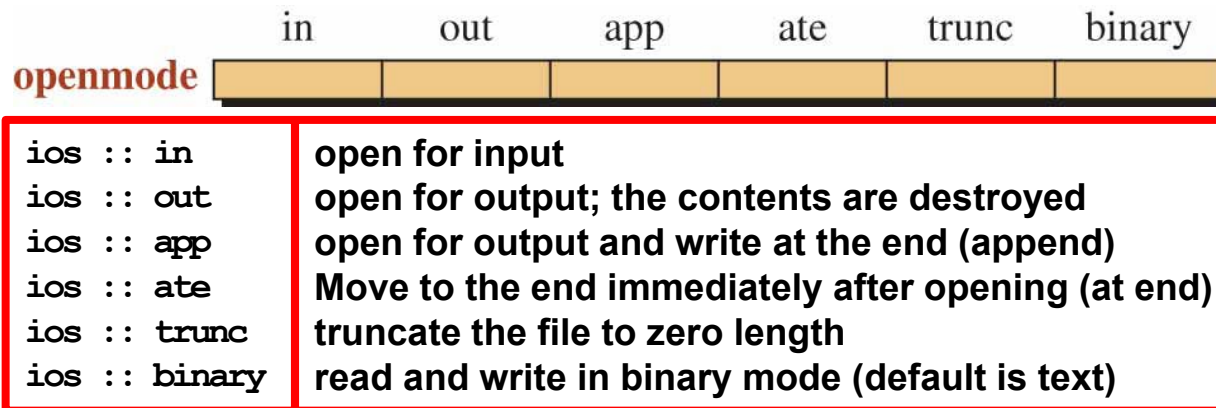 in out app ate trunc binary
openmode
ios :: in open for input
ios :: out open for output; the contents are destroyed
ios :: app open for output and write at the end (append)
ios :: ate Move to the end immediately after opening (at end)
ios :: trunc truncate the file to zero length
ios :: binary read and write in binary mode (default is text)